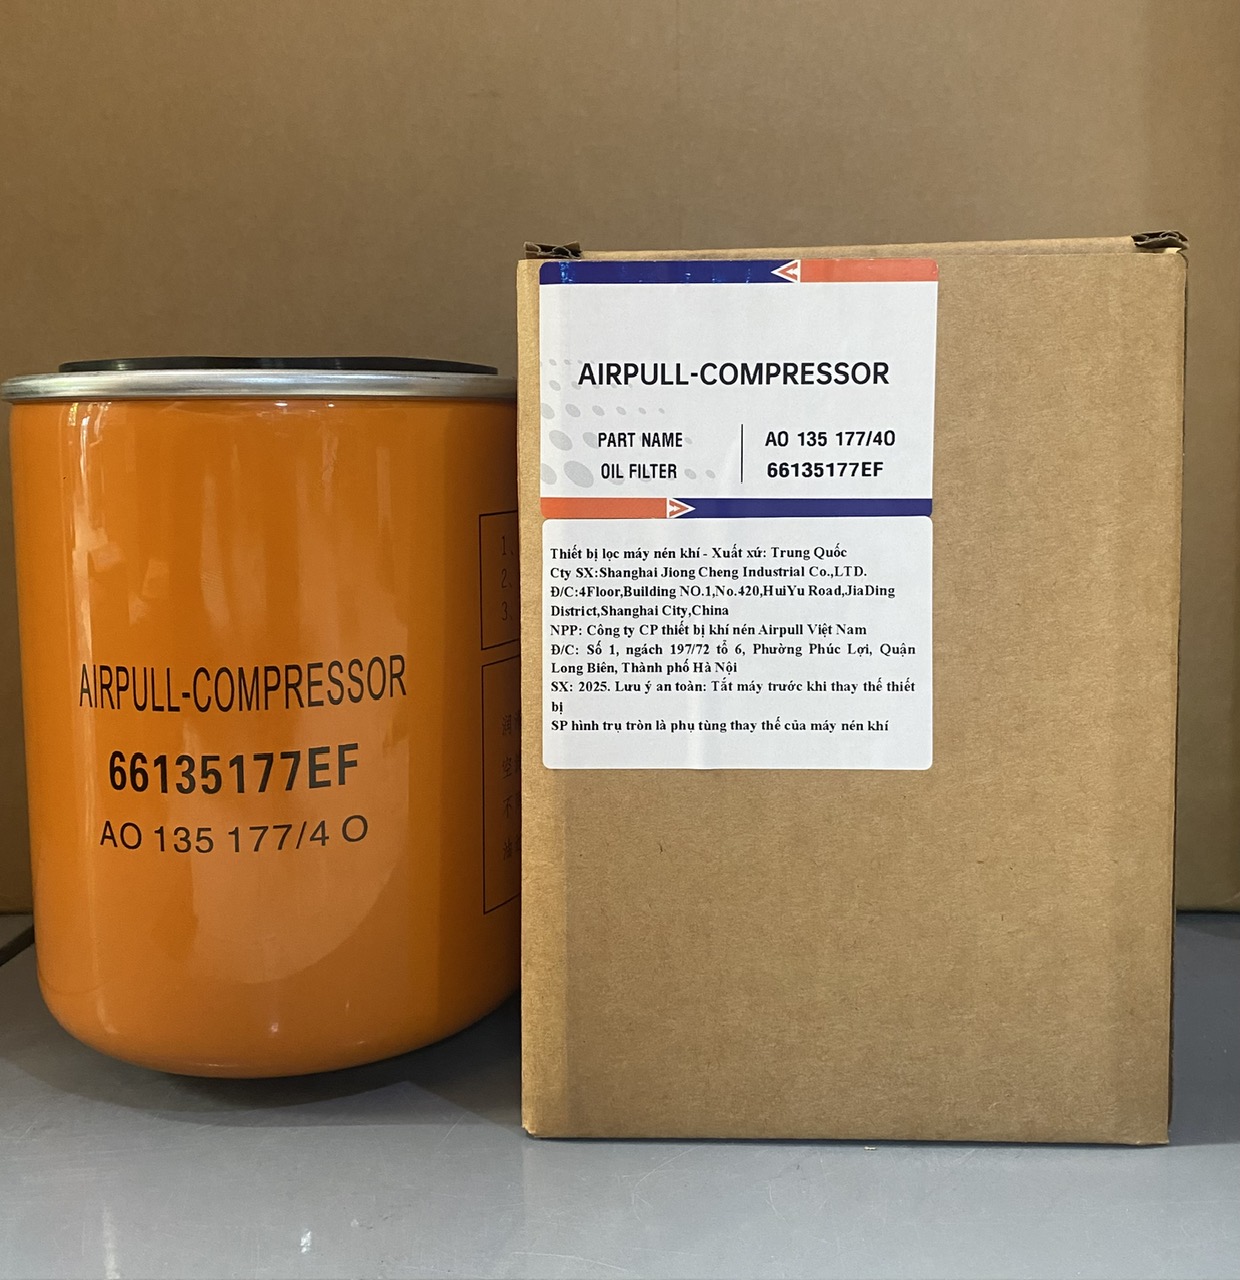 AIRPULL-COMPRESSOR
66135177EF
AO 135 177/4 O
1、
2、
3、
AIRPULL-COMPRESSOR
PART NAME AO 135 177/4O
OIL FILTER 66135177EF
Thiết bị lọc máy nén khí - Xuất xứ: Trung Quốc
Cty SX:Shanghai Jiong Cheng Industrial Co.,LTD.
Đ/C:4Floor,Building NO.1,No.420,HuiYu Road,JiaDing
District,Shanghai City,China
NPP: Công ty CP thiết bị khí nén Airpull Việt Nam
Đ/C: Số 1, ngách 197/72 tổ 6, Phường Phúc Lợi, Quận
Long Biên, Thành phố Hà Nội
SX: 2025. Lưu ý an toàn: Tắt máy trước khi thay thế thiết
bị
SP hình trụ tròn là phụ tùng thay thế của máy nén khí